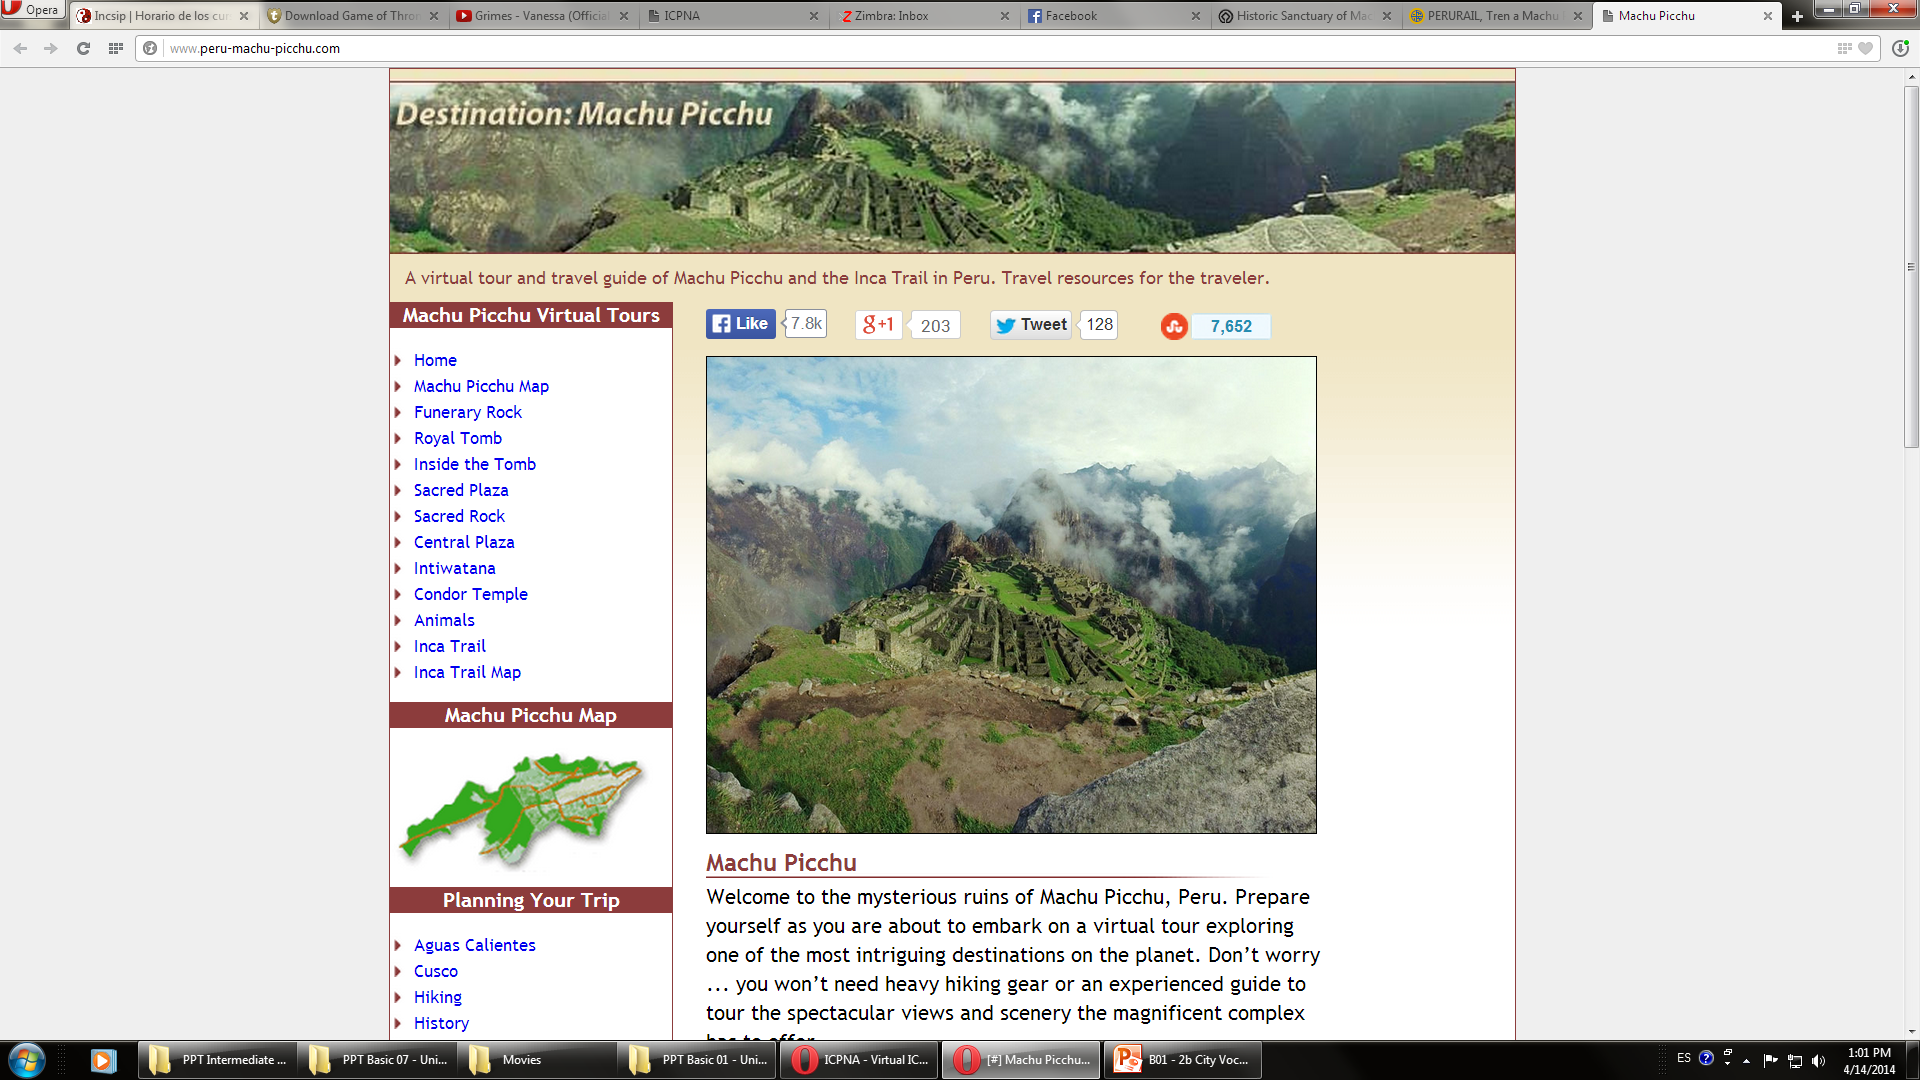 Opera
Incsip | Horario de los cur
Download Game of Thron
Grimes - Vanessa (Official
ICPNA
Zimbra: Inbox
Facebook
Historic Sanctuary of Mac
PERURAIL, Tren a Machu
Machu Picchu
www.peru-machu-picchu.com
Destination: Machu Picchu
A virtual tour and travel guide of Machu Picchu and the Inca Trail in Peru. Travel resources for the traveler.
Machu Picchu Virtual Tours
Home
Machu Picchu Map
Funerary Rock
Royal Tomb
Inside the Tomb
Sacred Plaza
Sacred Rock
Central Plaza
Intiwatana
Condor Temple
Animals
Inca Trail
Inca Trail Map
Machu Picchu Map
Planning Your Trip
Aguas Calientes
Cusco
Hiking
History
Like 7.8k
g+1 203
Tweet 128
7,652
Machu Picchu
Welcome to the mysterious ruins of Machu Picchu, Peru. Prepare
yourself as you are about to embark on a virtual tour exploring
one of the most intriguing destinations on the planet. Don’t worry
... you won’t need heavy hiking gear or an experienced guide to
tour the spectacular views and scenery the magnificent complex
has to offer.
PPT Intermediate ...
PPT Basic 07 - Uni...
Movies
PPT Basic 01 - Uni...
ICPNA - Virtual IC...
[#] Machu Picchu...
B01 - 2b City Voc...
ES
1:01 PM
4/14/2014